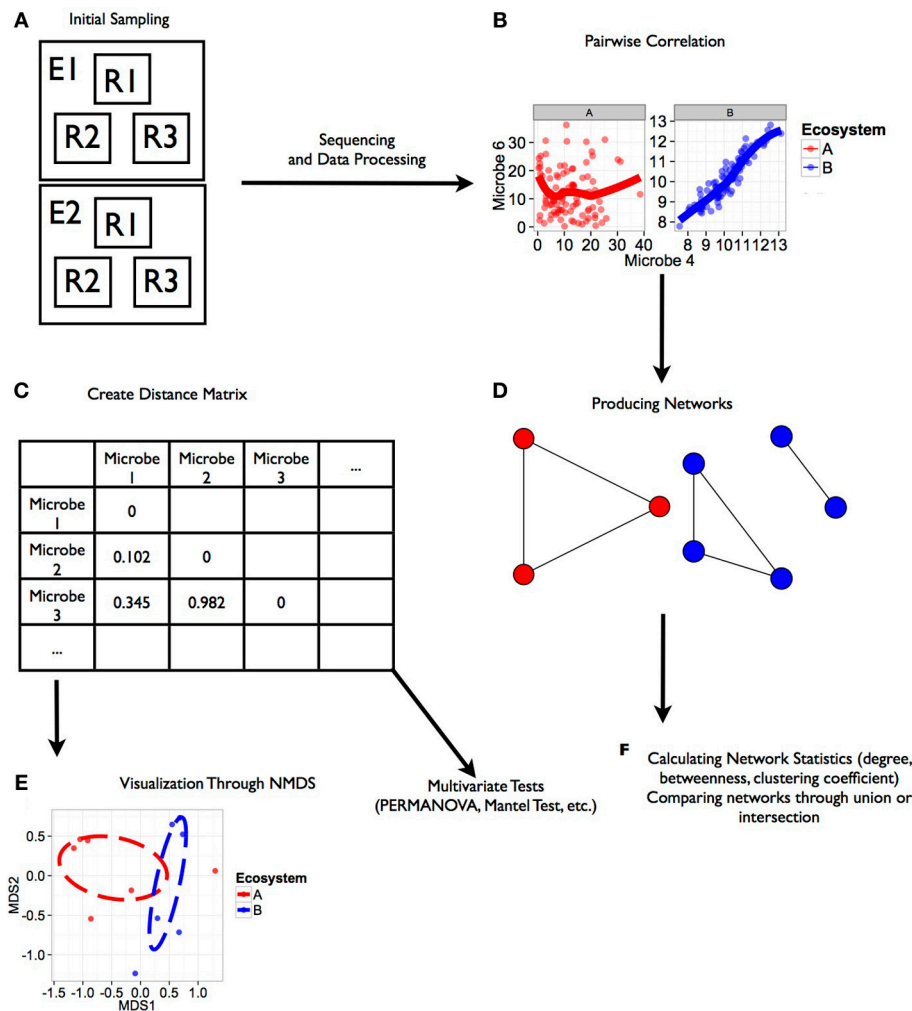 A
Initial Sampling
E1
R1
R2
R3
E2
R1
R2
R3
Sequencing
and Data Processing
B
Pairwise Correlation
A
B
Microbe 6
30
20
10
0
0 10 20 30 40
13
12
11
10
9
8
8 9 10 11 12 13
Microbe 4
Ecosystem
A
B
C
Create Distance Matrix
Microbe 1
Microbe 2
Microbe 3
...
Microbe 1
0
Microbe 2
0.102
0
Microbe 3
0.345
0.982
0
...
D
Producing Networks
E
Visualization Through NMDS
MDS2
0.5
0.0
-0.5
-1.0
-1.5 -1.0 -0.5 0.0 0.5 1.0
MDS1
Ecosystem
A
B
Multivariate Tests
(PERMANOVA, Mantel Test, etc.)
F
Calculating Network Statistics (degree,
betweenness, clustering coefficient)
Comparing networks through union or
intersection